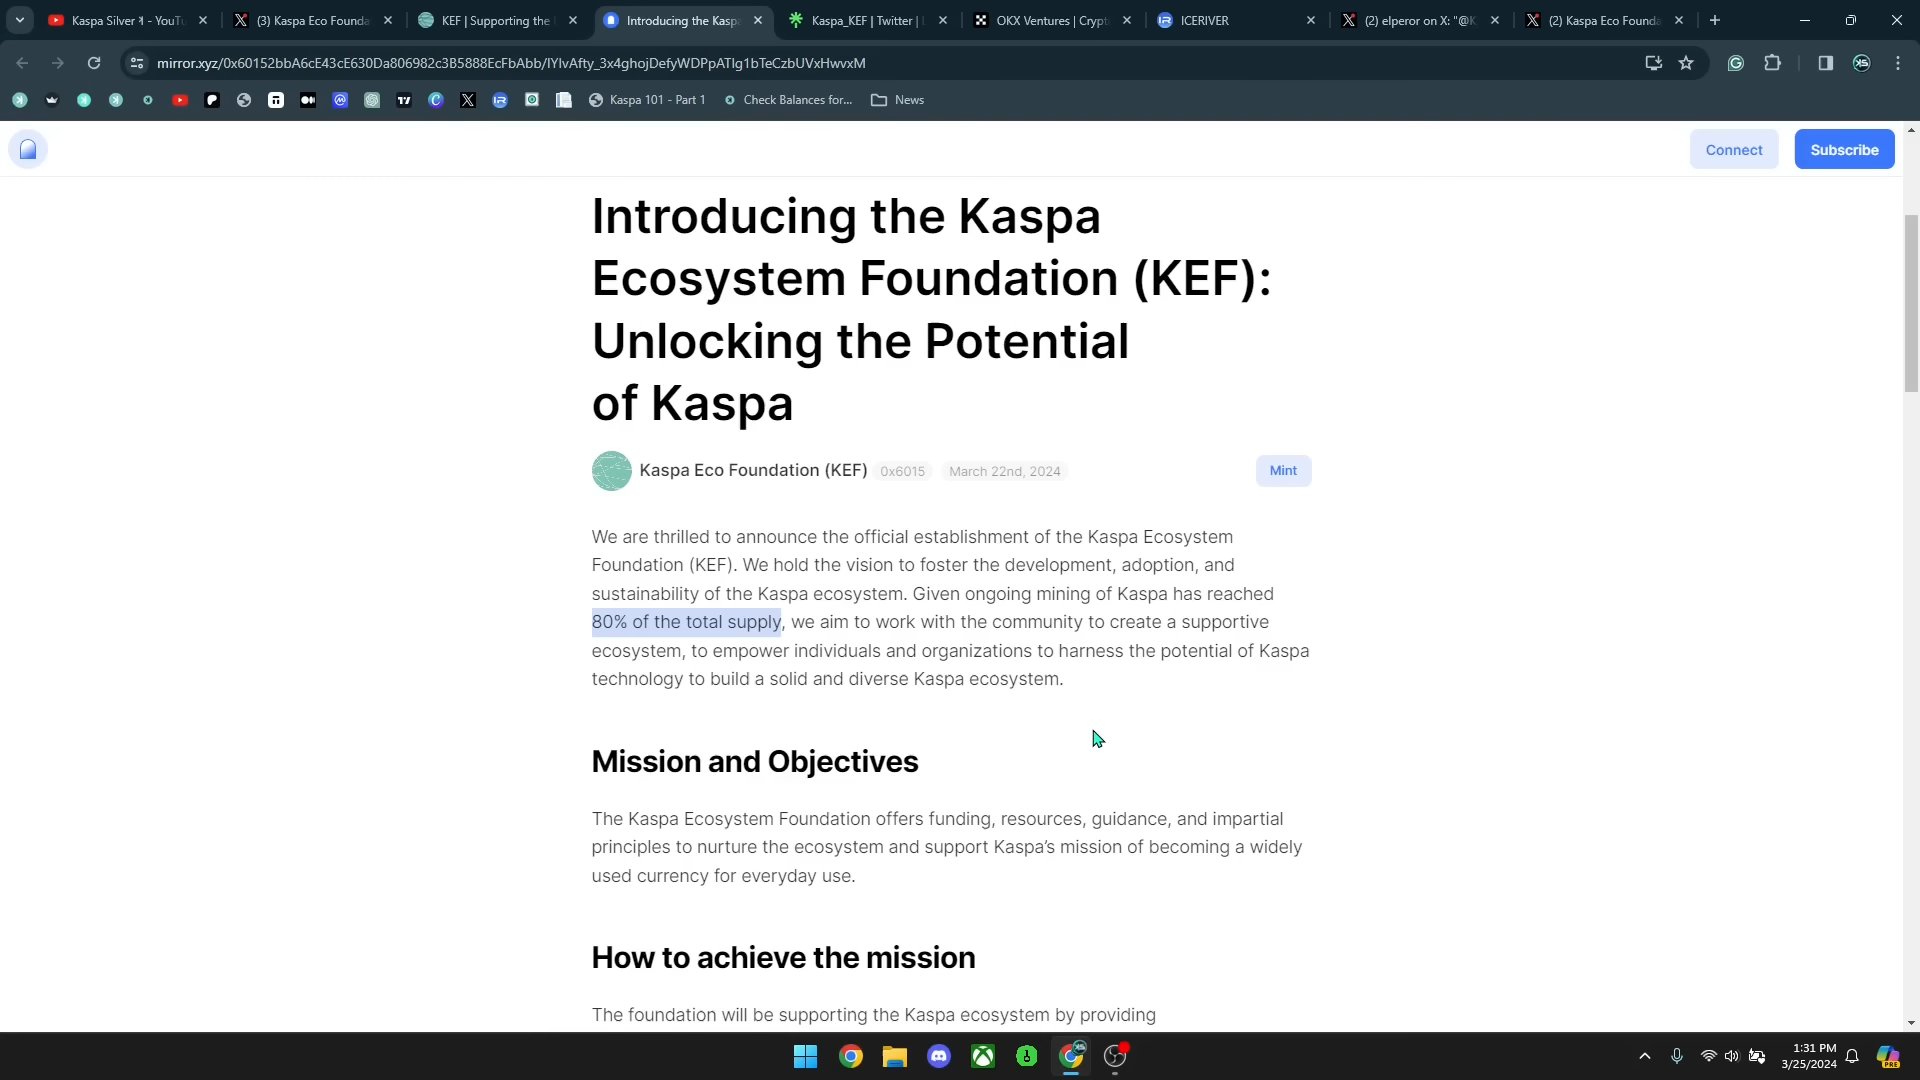 Kaspa Silver
(3) Kaspa Eco Founda
KEF | Supporting the
Introducing the Kasp
Kaspa_KEF | Twitter |
OKX Ventures | Crypt
ICERIVER
(2) elperor on X: "@K
(2) Kaspa Eco Founda
mirror.xyz/0x60152bbA6cE43cE630Da806982c3B5888EcFbAbb/IYlvAfty_3x4ghojDefyWDPpATlg1bTeCzbUVxHwvxM
Kaspa 101 - Part 1
Check Balances for...
News
Connect
Subscribe
Introducing the Kaspa
Ecosystem Foundation (KEF):
Unlocking the Potential
of Kaspa
Kaspa Eco Foundation (KEF) 0x6015 March 22nd, 2024
Mint
We are thrilled to announce the official establishment of the Kaspa Ecosystem
Foundation (KEF). We hold the vision to foster the development, adoption, and
sustainability of the Kaspa ecosystem. Given ongoing mining of Kaspa has reached
80% of the total supply, we aim to work with the community to create a supportive
ecosystem, to empower individuals and organizations to harness the potential of Kaspa
technology to build a solid and diverse Kaspa ecosystem.
Mission and Objectives
The Kaspa Ecosystem Foundation offers funding, resources, guidance, and impartial
principles to nurture the ecosystem and support Kaspa's mission of becoming a widely
used currency for everyday use.
How to achieve the mission
The foundation will be supporting the Kaspa ecosystem by providing
1:31 PM
3/25/2024